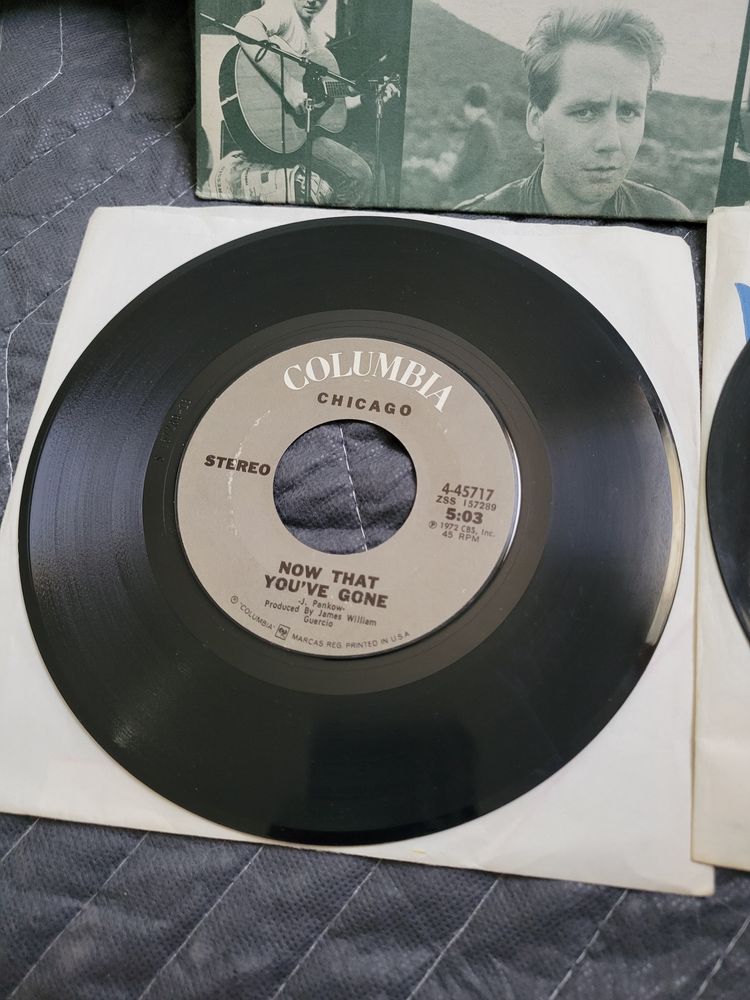 COLUMBIA
CHICAGO
STEREO
4-45717
ZSS 157289
5:03
℗ 1972 CBS, Inc.
45 RPM
NOW THAT
YOU'VE GONE
-J. Pankow-
Produced By James William
Guercio
® "COLUMBIA" MARCAS REG. PRINTED IN U.S.A.